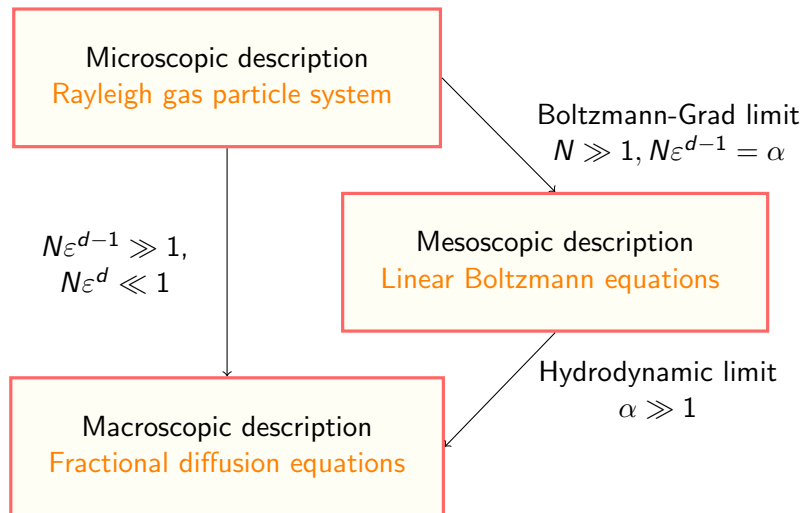 Microscopic description
Rayleigh gas particle system
Boltzmann-Grad limit
N ≫ 1, Nε^{d−1} = α
Nε^{d−1} ≫ 1,
Nε^d ≪ 1
Mesoscopic description
Linear Boltzmann equations
Hydrodynamic limit
α ≫ 1
Macroscopic description
Fractional diffusion equations